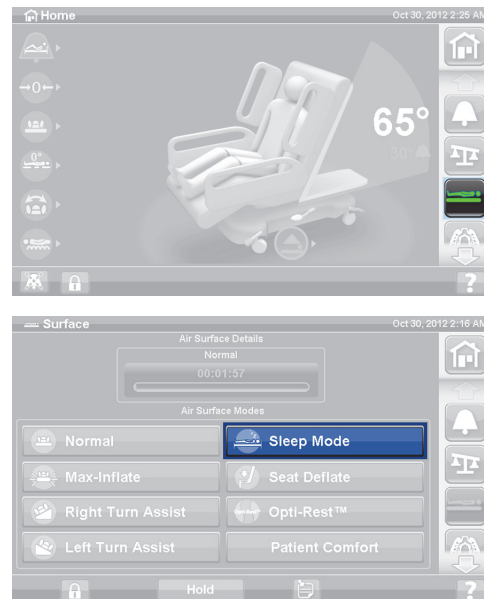 Home
Oct 30, 2012 2:25 AM
→0←
65°
30°
0°
?
Surface
Oct 30, 2012 2:16 AM
Air Surface Details
Normal
00:01:57
Air Surface Modes
Normal
Sleep Mode
Max-Inflate
Seat Deflate
Right Turn Assist
Opti-Rest™
Left Turn Assist
Patient Comfort
Hold
?